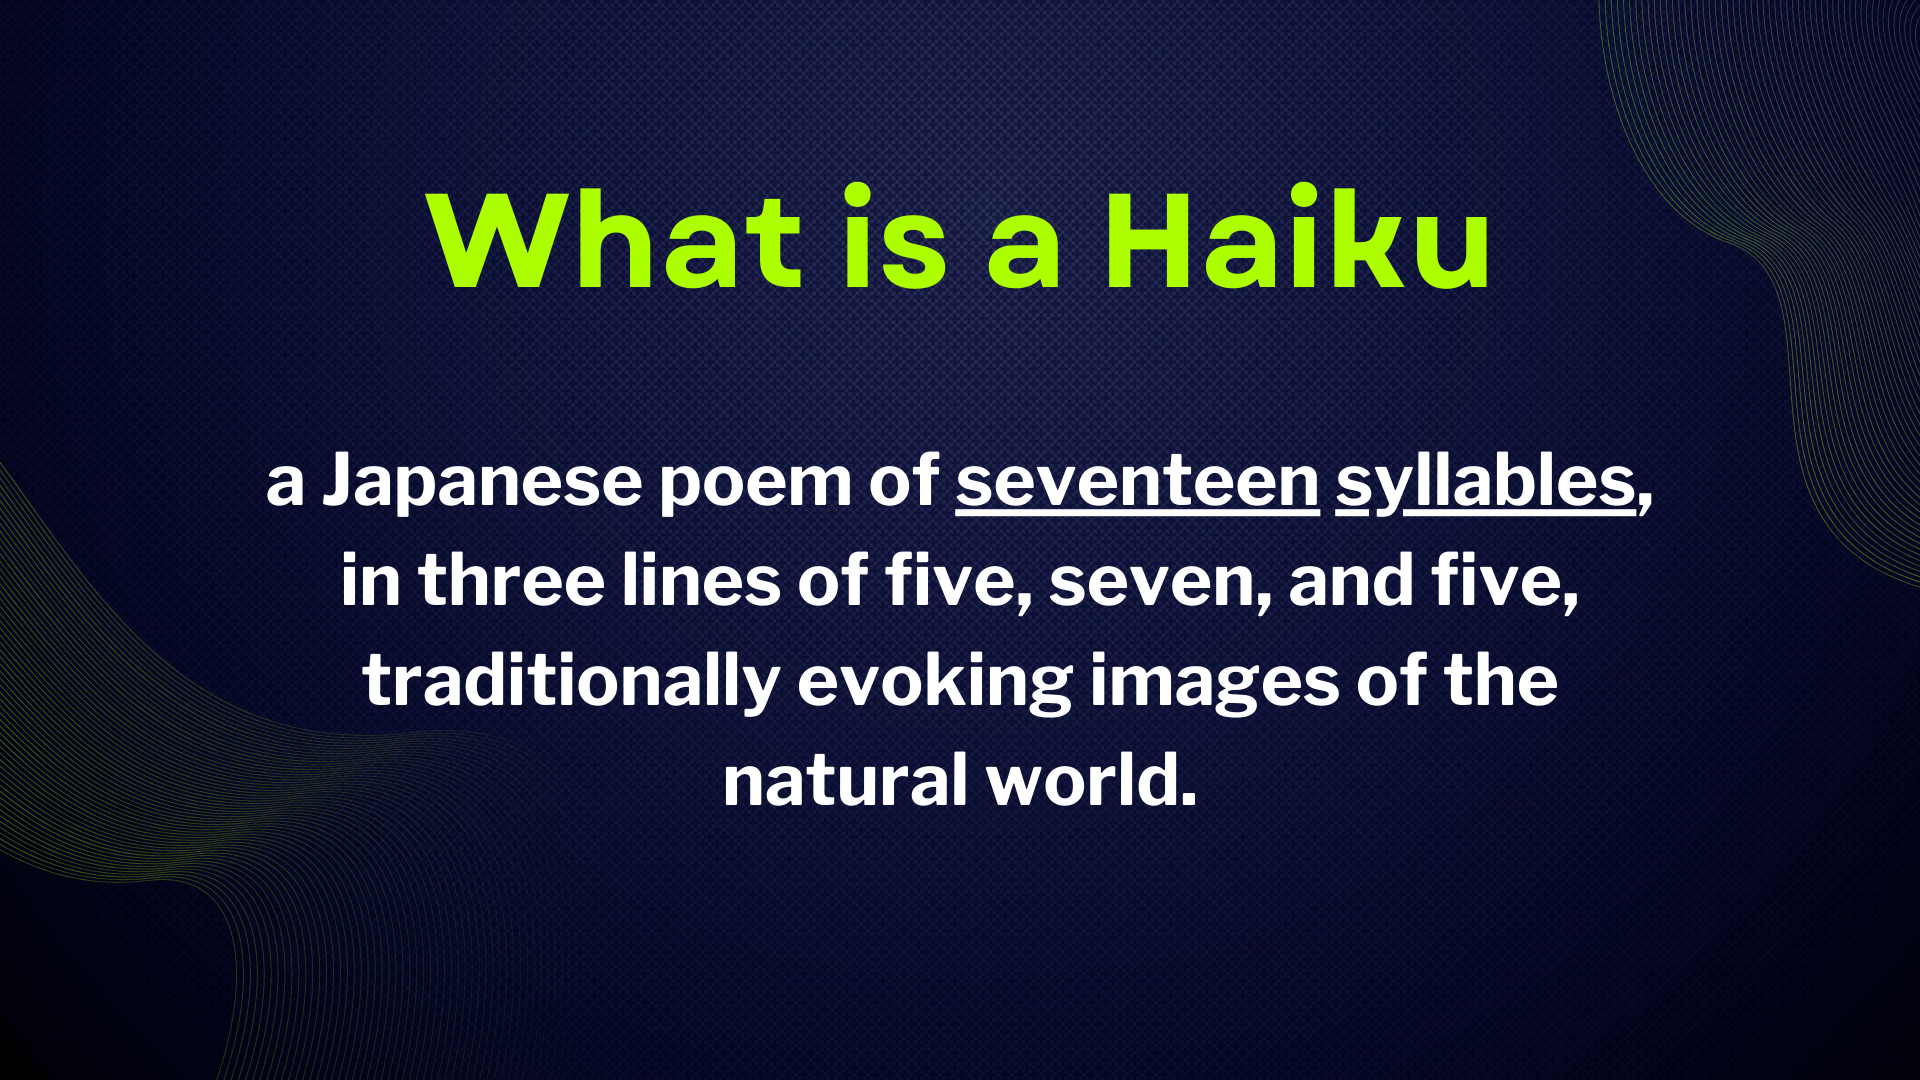 What is a Haiku
a Japanese poem of seventeen syllables,
in three lines of five, seven, and five,
traditionally evoking images of the
natural world.